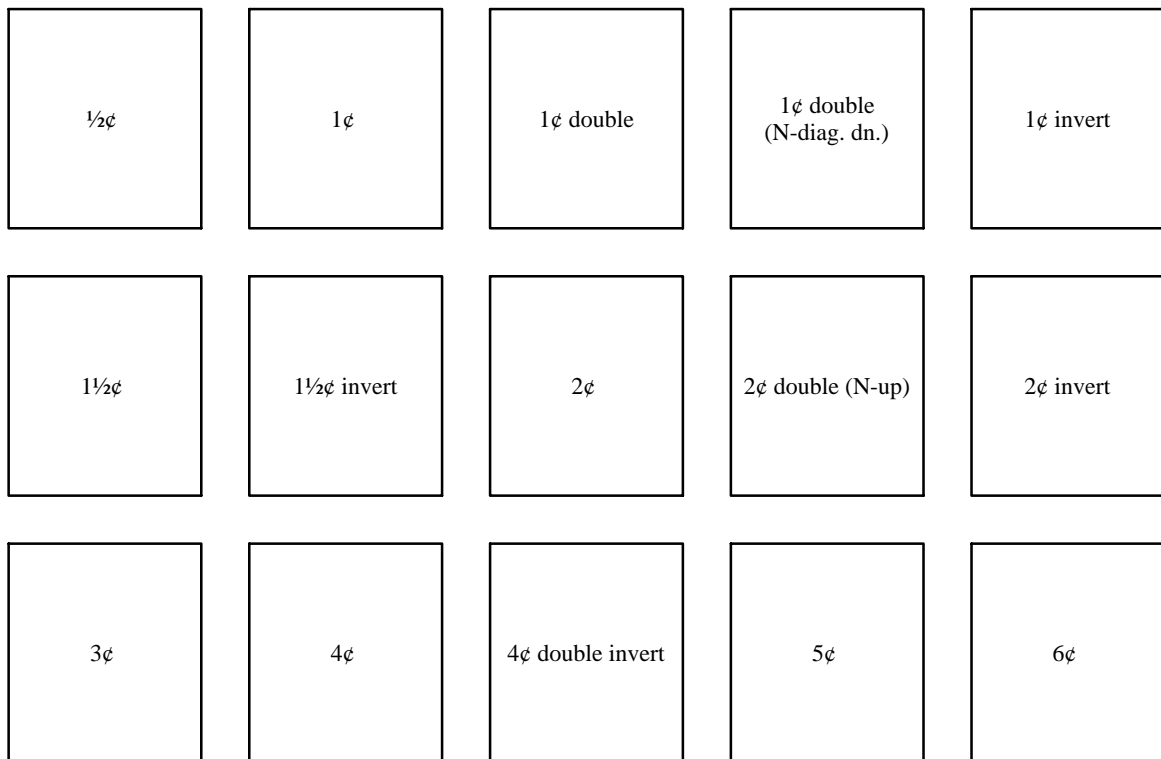 ½¢
1¢
1¢ double
1¢ double
(N-diag. dn.)
1¢ invert
1½¢
1½¢ invert
2¢
2¢ double (N-up)
2¢ invert
3¢
4¢
4¢ double invert
5¢
6¢